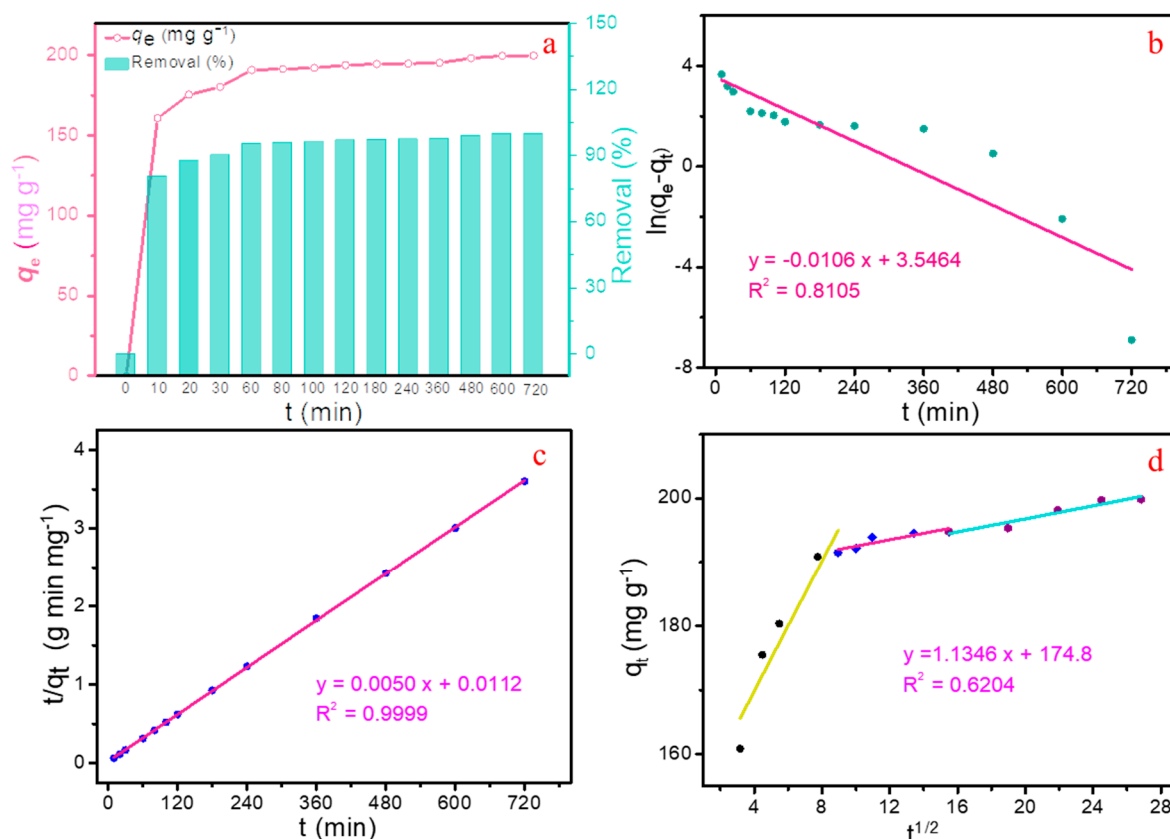 a
qe (mg g⁻¹)
Removal (%)
qₑ (mg g⁻¹)
200
150
100
50
0
150
120
90
60
30
0
Removal (%)
0 10 20 30 60 80 100 120 180 240 360 480 600 720
t (min)
b
ln(qₑ-qₜ)
4
0
-4
-8
y = -0.0106 x + 3.5464
R² = 0.8105
0 120 240 360 480 600 720
t (min)
c
t/qt (g min mg⁻¹)
4
3
2
1
0
y = 0.0050 x + 0.0112
R² = 0.9999
0 120 240 360 480 600 720
t (min)
d
qₜ (mg g⁻¹)
200
180
160
y =1.1346 x + 174.8
R² = 0.6204
4 8 12 16 20 24 28
t^1/2